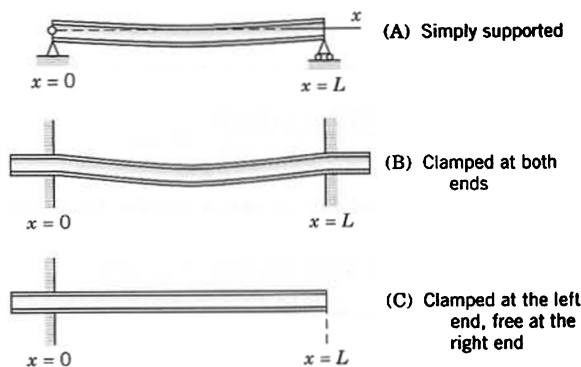 x
(A) Simply supported
x = 0
x = L
(B) Clamped at both
ends
x = 0
x = L
(C) Clamped at the left
end, free at the
right end
x = 0
x = L